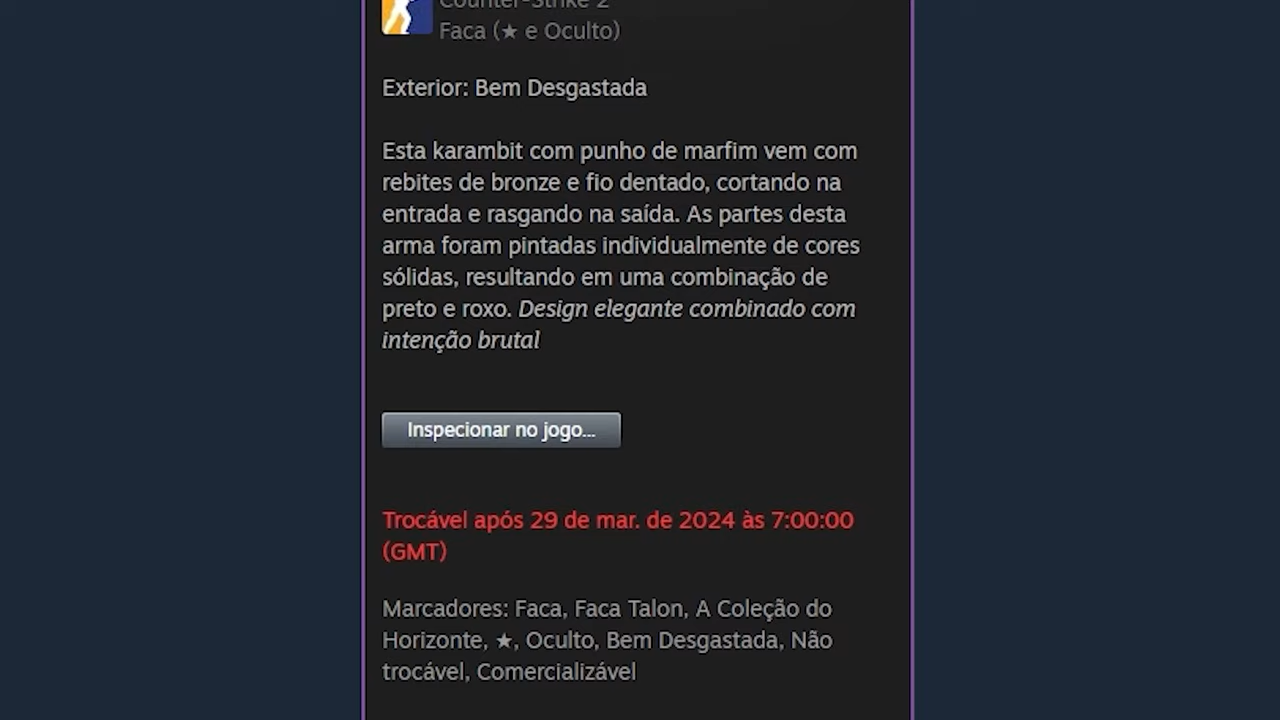 Counter-Strike 2
Faca (★ e Oculto)
Exterior: Bem Desgastada
Esta karambit com punho de marfim vem com
rebites de bronze e fio dentado, cortando na
entrada e rasgando na saída. As partes desta
arma foram pintadas individualmente de cores
sólidas, resultando em uma combinação de
preto e roxo. Design elegante combinado com
intenção brutal
Inspecionar no jogo...
Trocável após 29 de mar. de 2024 às 7:00:00
(GMT)
Marcadores: Faca, Faca Talon, A Coleção do
Horizonte, ★, Oculto, Bem Desgastada, Não
trocável, Comercializável